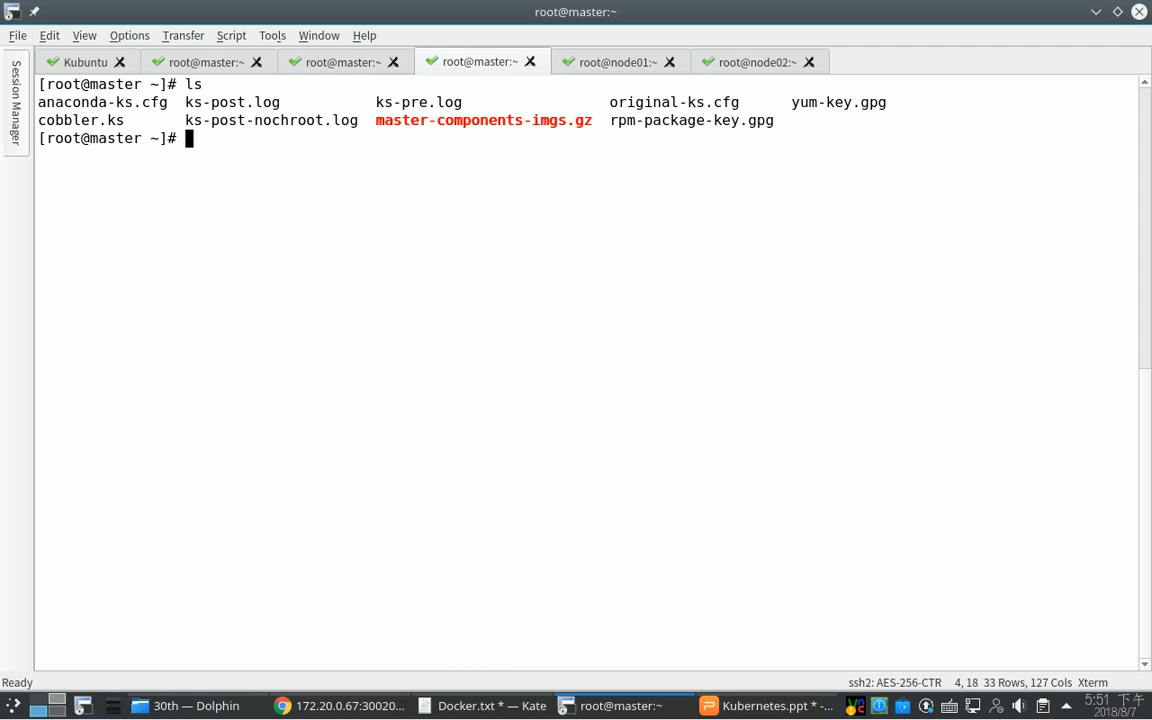 root@master:~
File Edit View Options Transfer Script Tools Window Help
Session Manager
Kubuntu root@master:~ root@master:~ root@master:~ root@node01:~ root@node02:~
[root@master ~]# ls
anaconda-ks.cfg ks-post.log ks-pre.log original-ks.cfg yum-key.gpg
cobbler.ks ks-post-nochroot.log master-components-imgs.gz rpm-package-key.gpg
[root@master ~]#
Ready ssh2: AES-256-CTR 4, 18 33 Rows, 127 Cols Xterm
30th — Dolphin 172.20.0.67:30020... Docker.txt * — Kate root@master:~ Kubernetes.ppt * -... 5:51 下午
2018/8/7